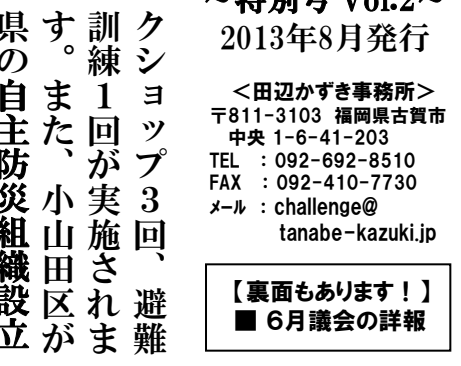 ～特別号 Vol.2～
2013年8月発行
＜田辺かずき事務所＞
〒811-3103 福岡県古賀市
中央 1-6-41-203
TEL ：092-692-8510
FAX ：092-410-7730
メール ：challenge@
tanabe-kazuki.jp
【裏面もあります！】
■ 6月議会の詳報
クショップ3回、避難
訓練1回が実施されま
す。また、小山田区が
県の自主防災組織設立